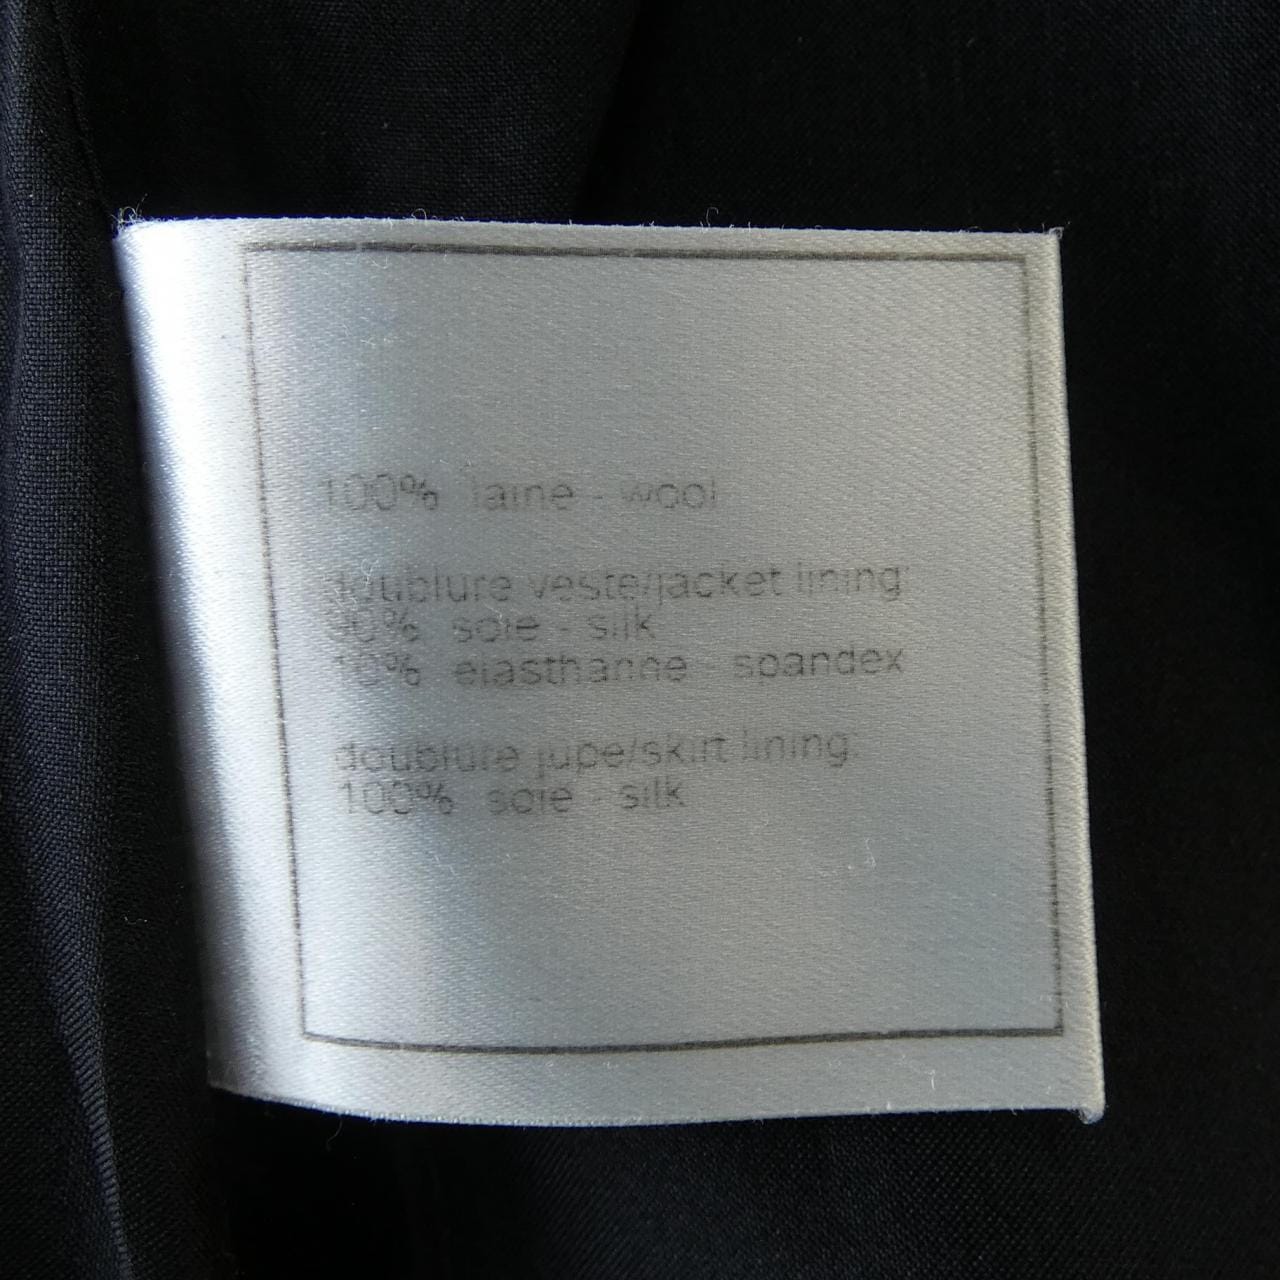 100% laine - wool
doublure veste/jacket lining:
90% soie - silk
10% elasthanne - spandex
doublure jupe/skirt lining:
100% soie - silk